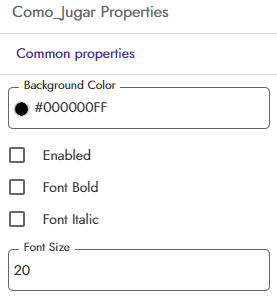 Como_Jugar Properties
Common properties
Background Color
#000000FF
Enabled
Font Bold
Font Italic
Font Size
20